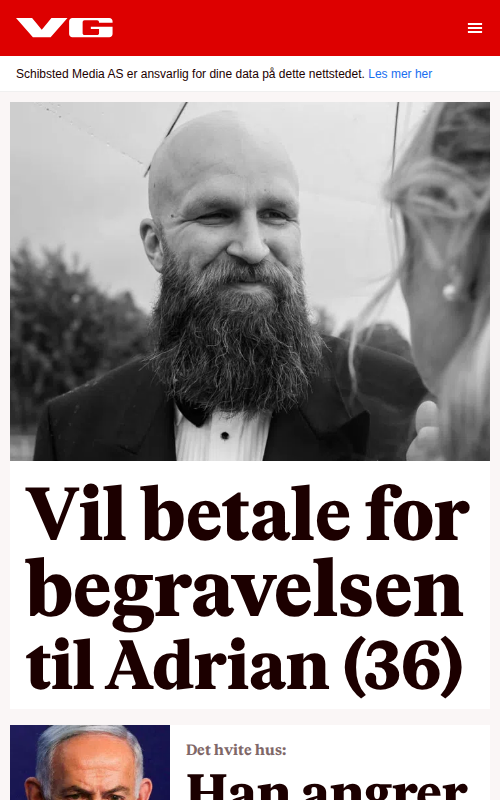 VG
Schibsted Media AS er ansvarlig for dine data på dette nettstedet. Les mer her
Vil betale for
begravelsen
til Adrian (36)
Det hvite hus:
Han angrer